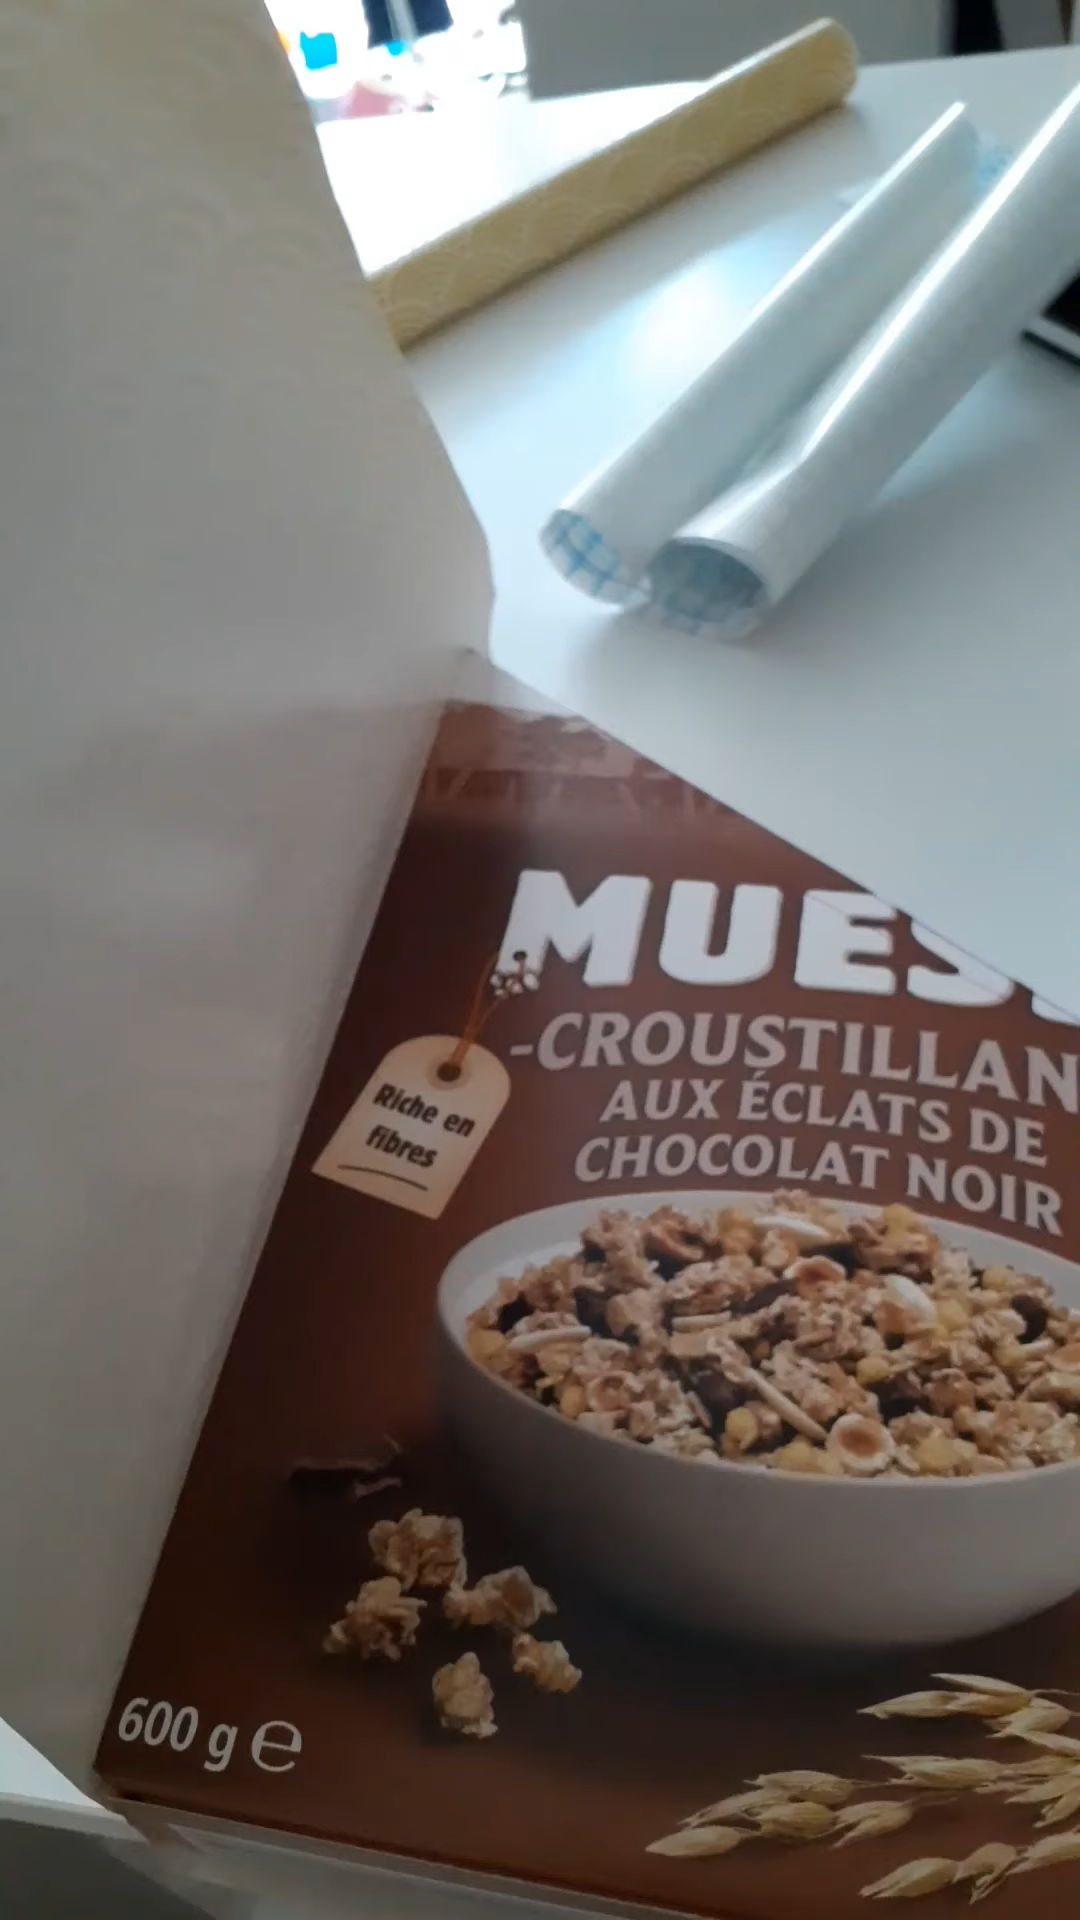 MUES
-CROUSTILLAN
AUX ÉCLATS DE
CHOCOLAT NOIR
Riche en
fibres
600 g e